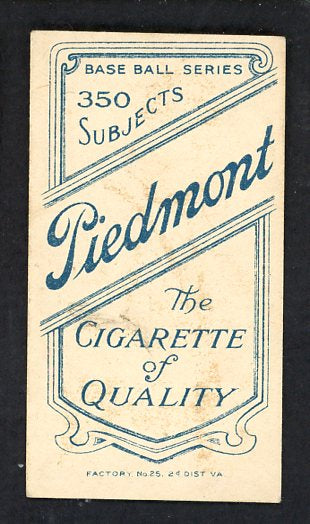 BASE BALL SERIES
350
SUBJECTS
Piedmont
The
CIGARETTE
of
QUALITY
FACTORY No. 25, 2d DIST VA.